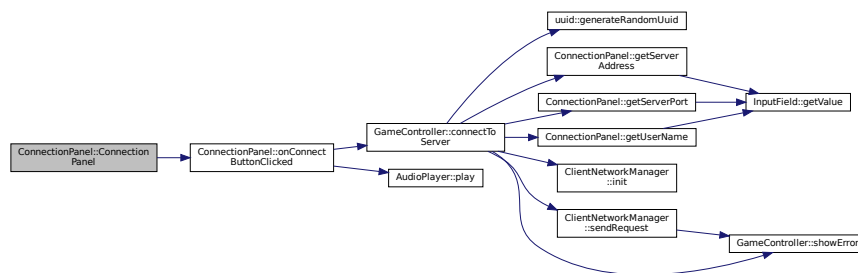 uuid::generateRandomUuid
ConnectionPanel::getServer
Address
ConnectionPanel::getServerPort
InputField::getValue
GameController::connectTo
Server
ConnectionPanel::getUserName
ConnectionPanel::Connection
Panel
ConnectionPanel::onConnect
ButtonClicked
AudioPlayer::play
ClientNetworkManager
::init
ClientNetworkManager
::sendRequest
GameController::showError